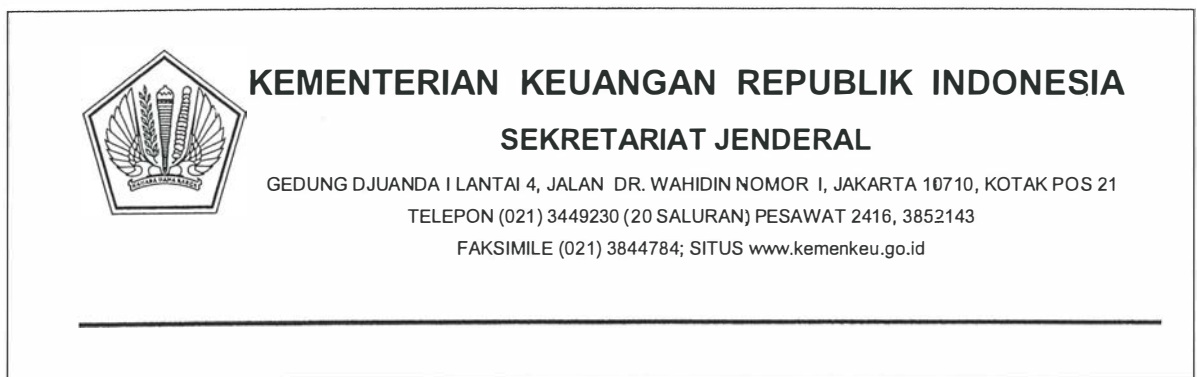 KEMENTERIAN KEUANGAN REPUBLIK INDONESIA
SEKRETARIAT JENDERAL
GEDUNG DJUANDA I LANTAI 4, JALAN DR. WAHIDIN NOMOR I, JAKARTA 10710, KOTAK POS 21
TELEPON (021) 3449230 (20 SALURAN) PESAWAT 2416, 3852143
FAKSIMILE (021) 3844784; SITUS www.kemenkeu.go.id